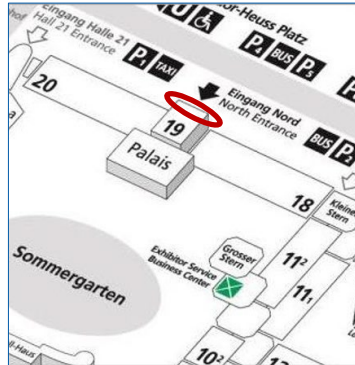 Eingang Halle 21
Hall 21 Entrance
U
or-Heuss Platz
P4 BUS P5
P1 TAXI
Eingang Nord
North Entrance
BUS P2
20
19
Palais
18
Kleiner
Stern
Grosser
Stern
Exhibitor Service
Business Center
11²
11₁
Sommergarten
10²